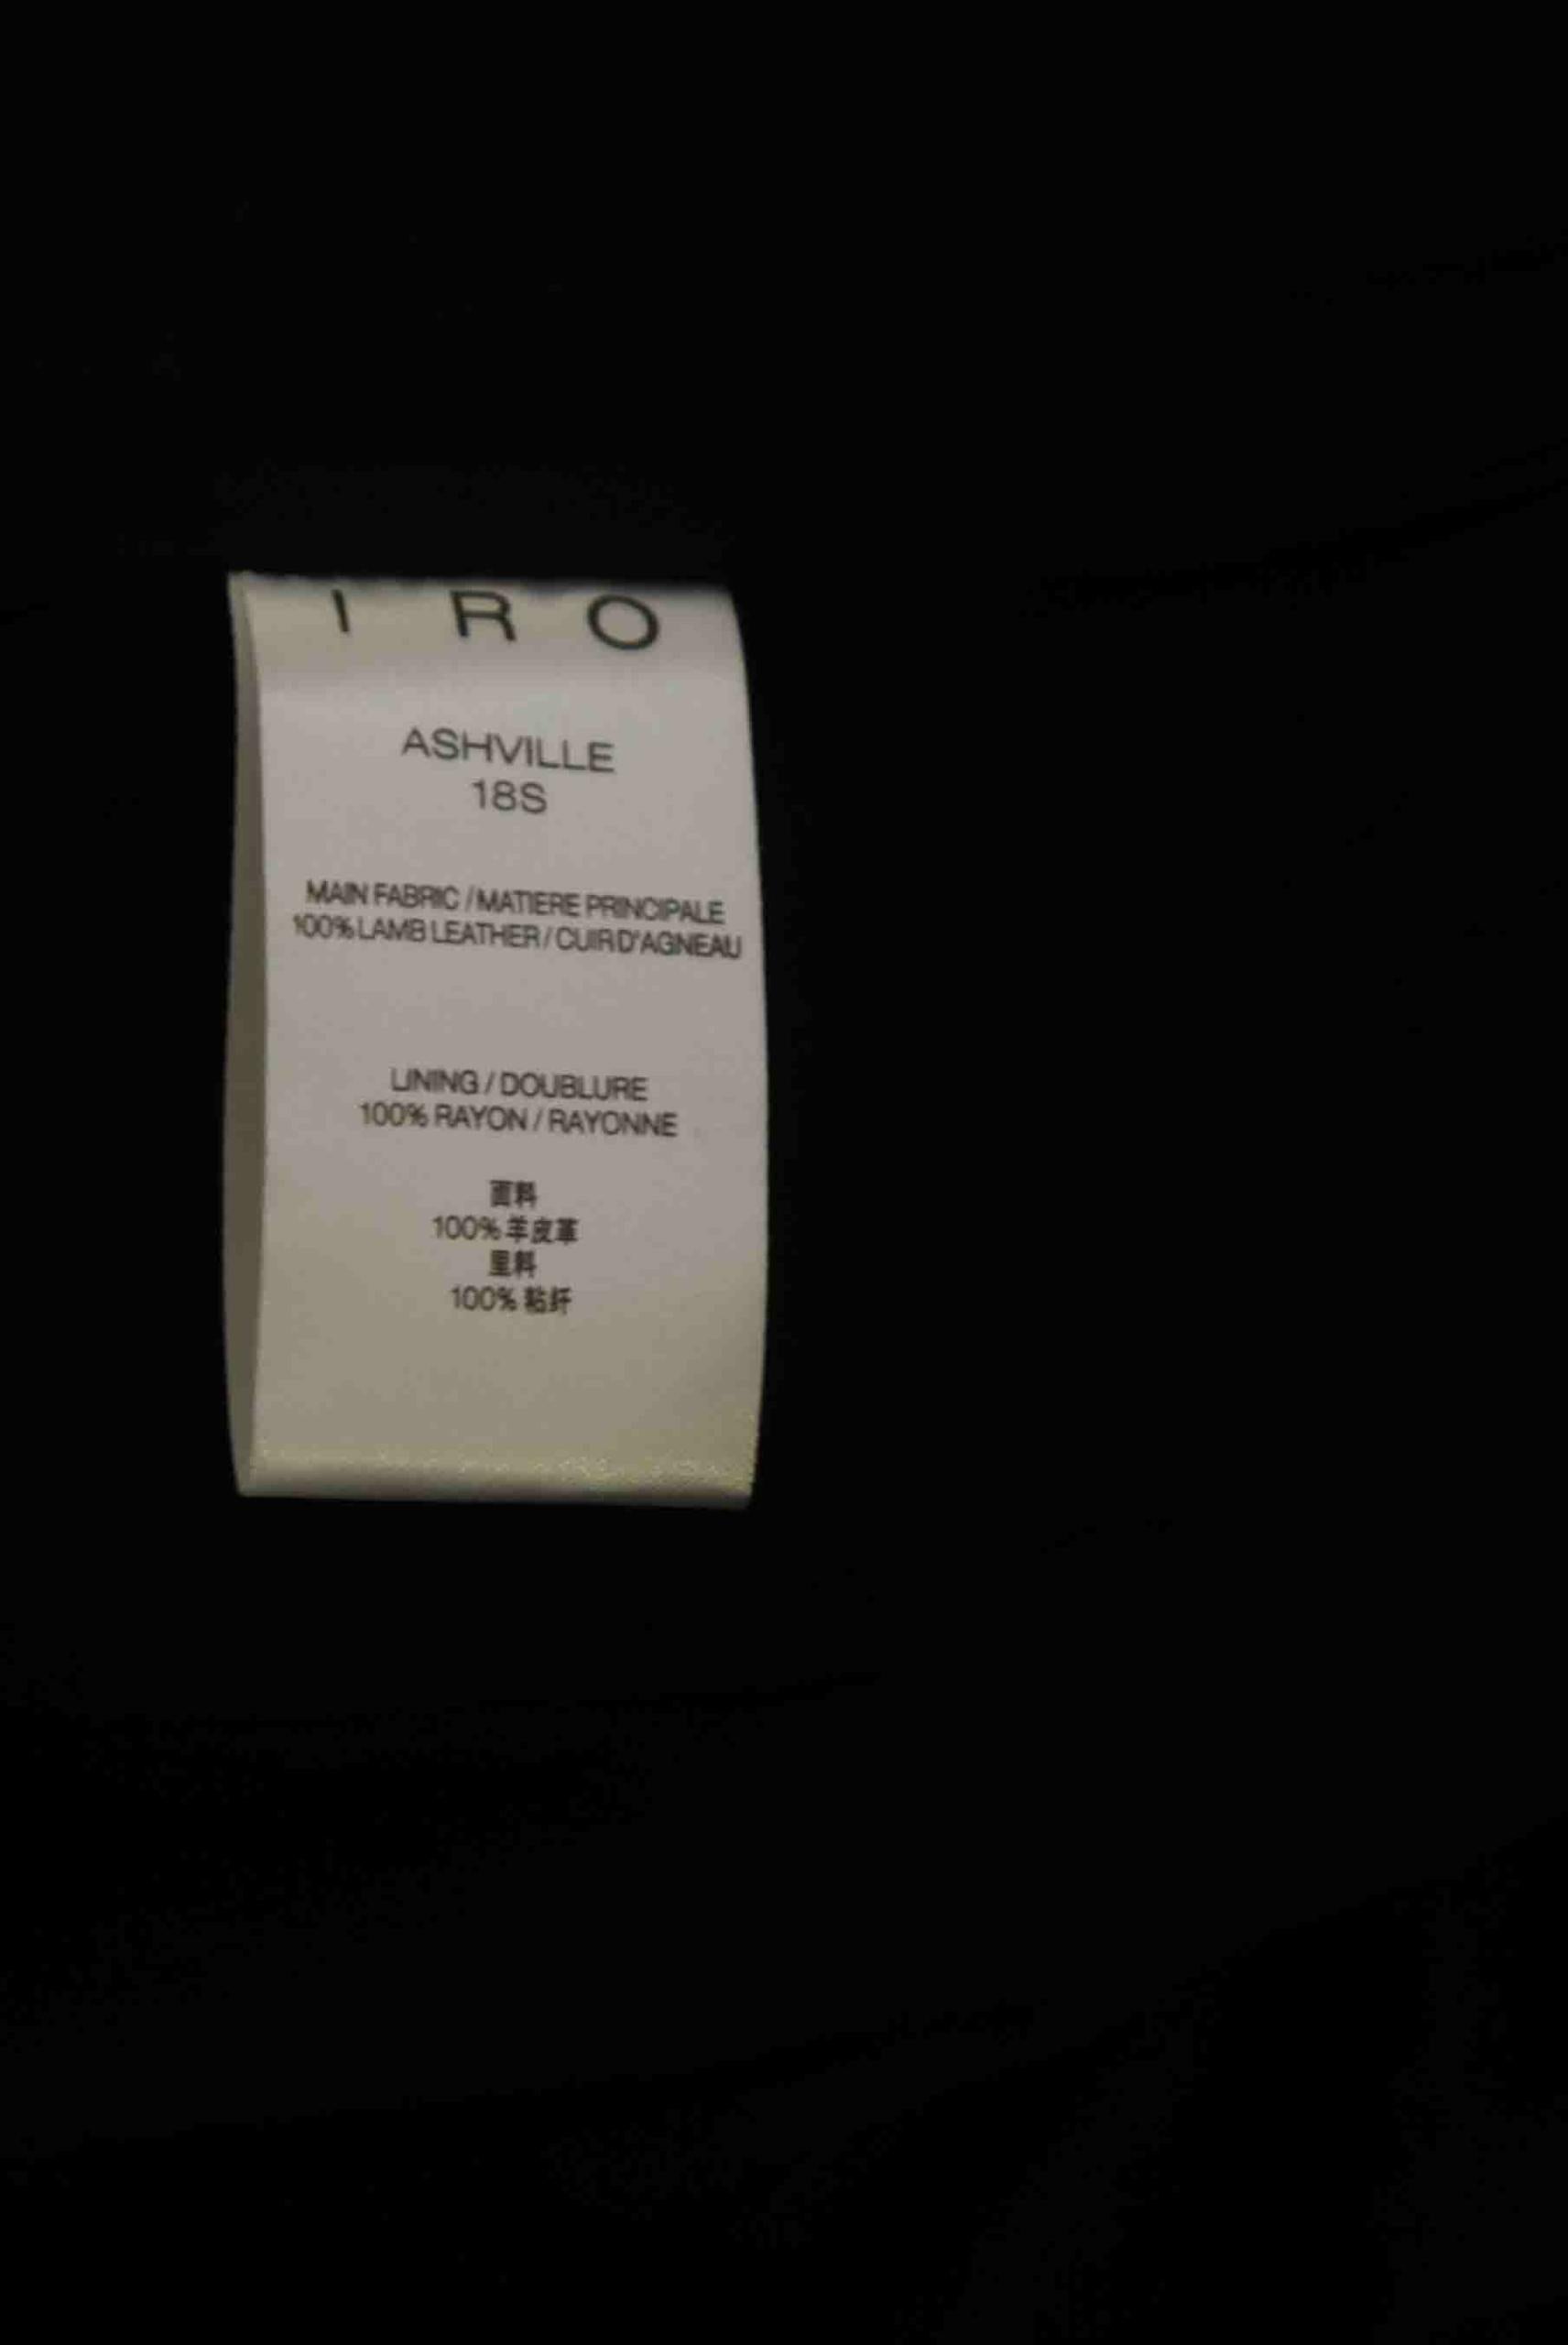 I R O
ASHVILLE
18S
MAIN FABRIC / MATIERE PRINCIPALE
100% LAMB LEATHER / CUIR D'AGNEAU
LINING / DOUBLURE
100% RAYON / RAYONNE
面料
100% 羊皮革
里料
100% 粘纤